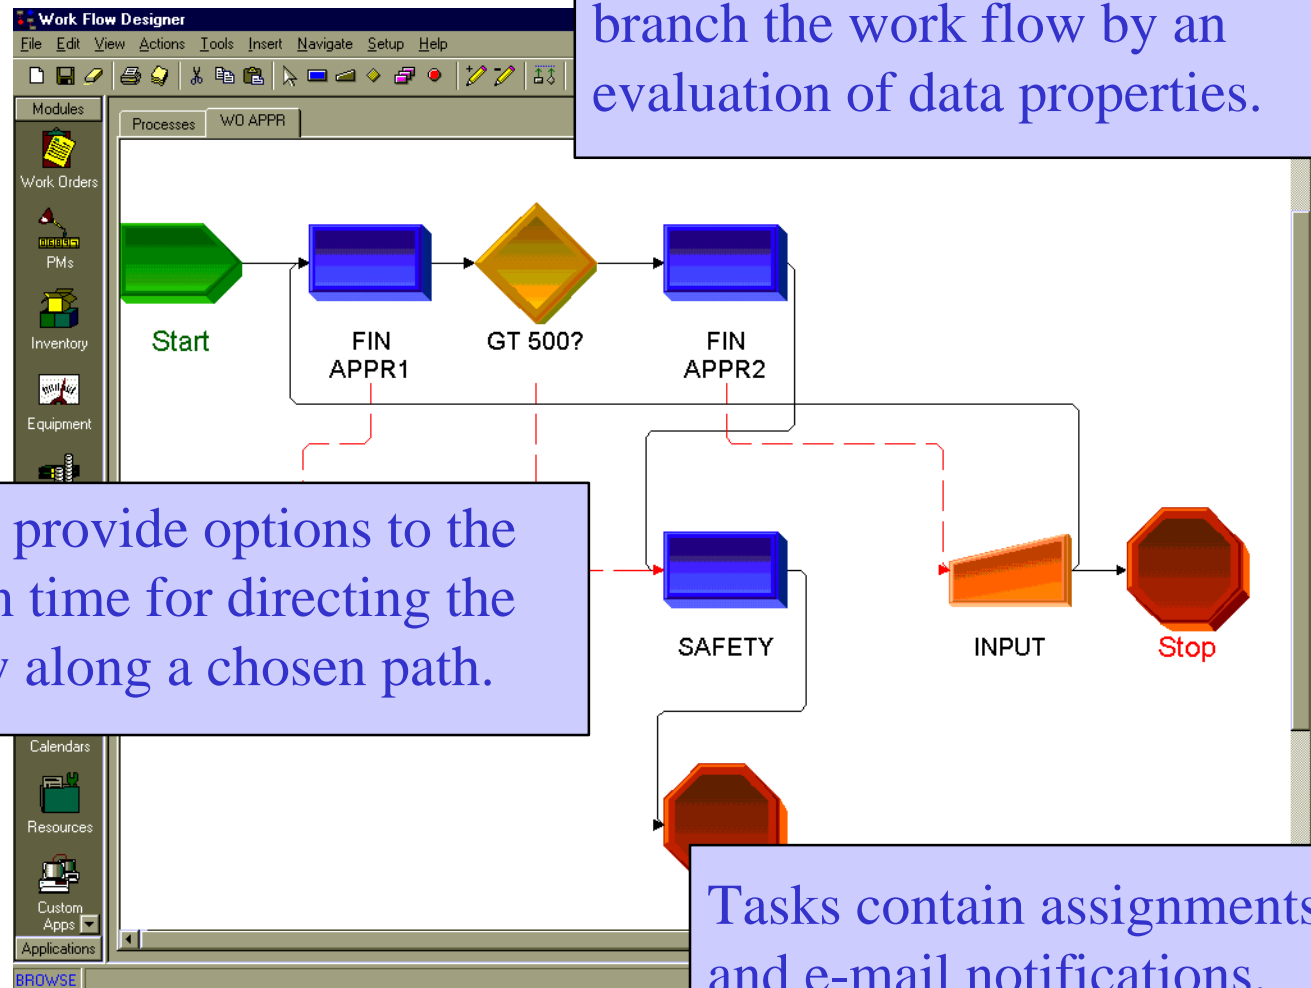 Work Flow Designer
File Edit View Actions Tools Insert Navigate Setup Help
branch the work flow by an
evaluation of data properties.
Modules
Processes WO APPR
Work Orders
PMs
Inventory
Equipment
Start
FIN
APPR1
GT 500?
FIN
APPR2
provide options to the
time for directing the
along a chosen path.
SAFETY
INPUT
Stop
Calendars
Resources
Custom
Apps
Applications
BROWSE
Tasks contain assignments
and e-mail notifications.